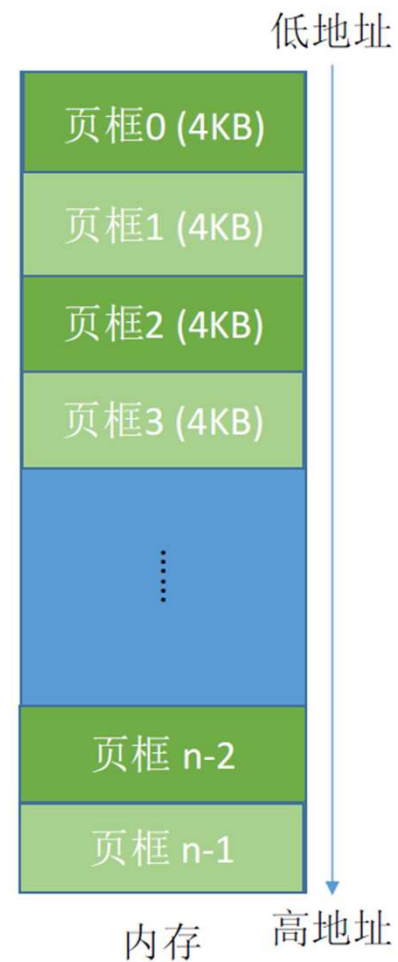 低地址
页框0 (4KB)
页框1 (4KB)
页框2 (4KB)
页框3 (4KB)
......
页框 n-2
页框 n-1
内存
高地址